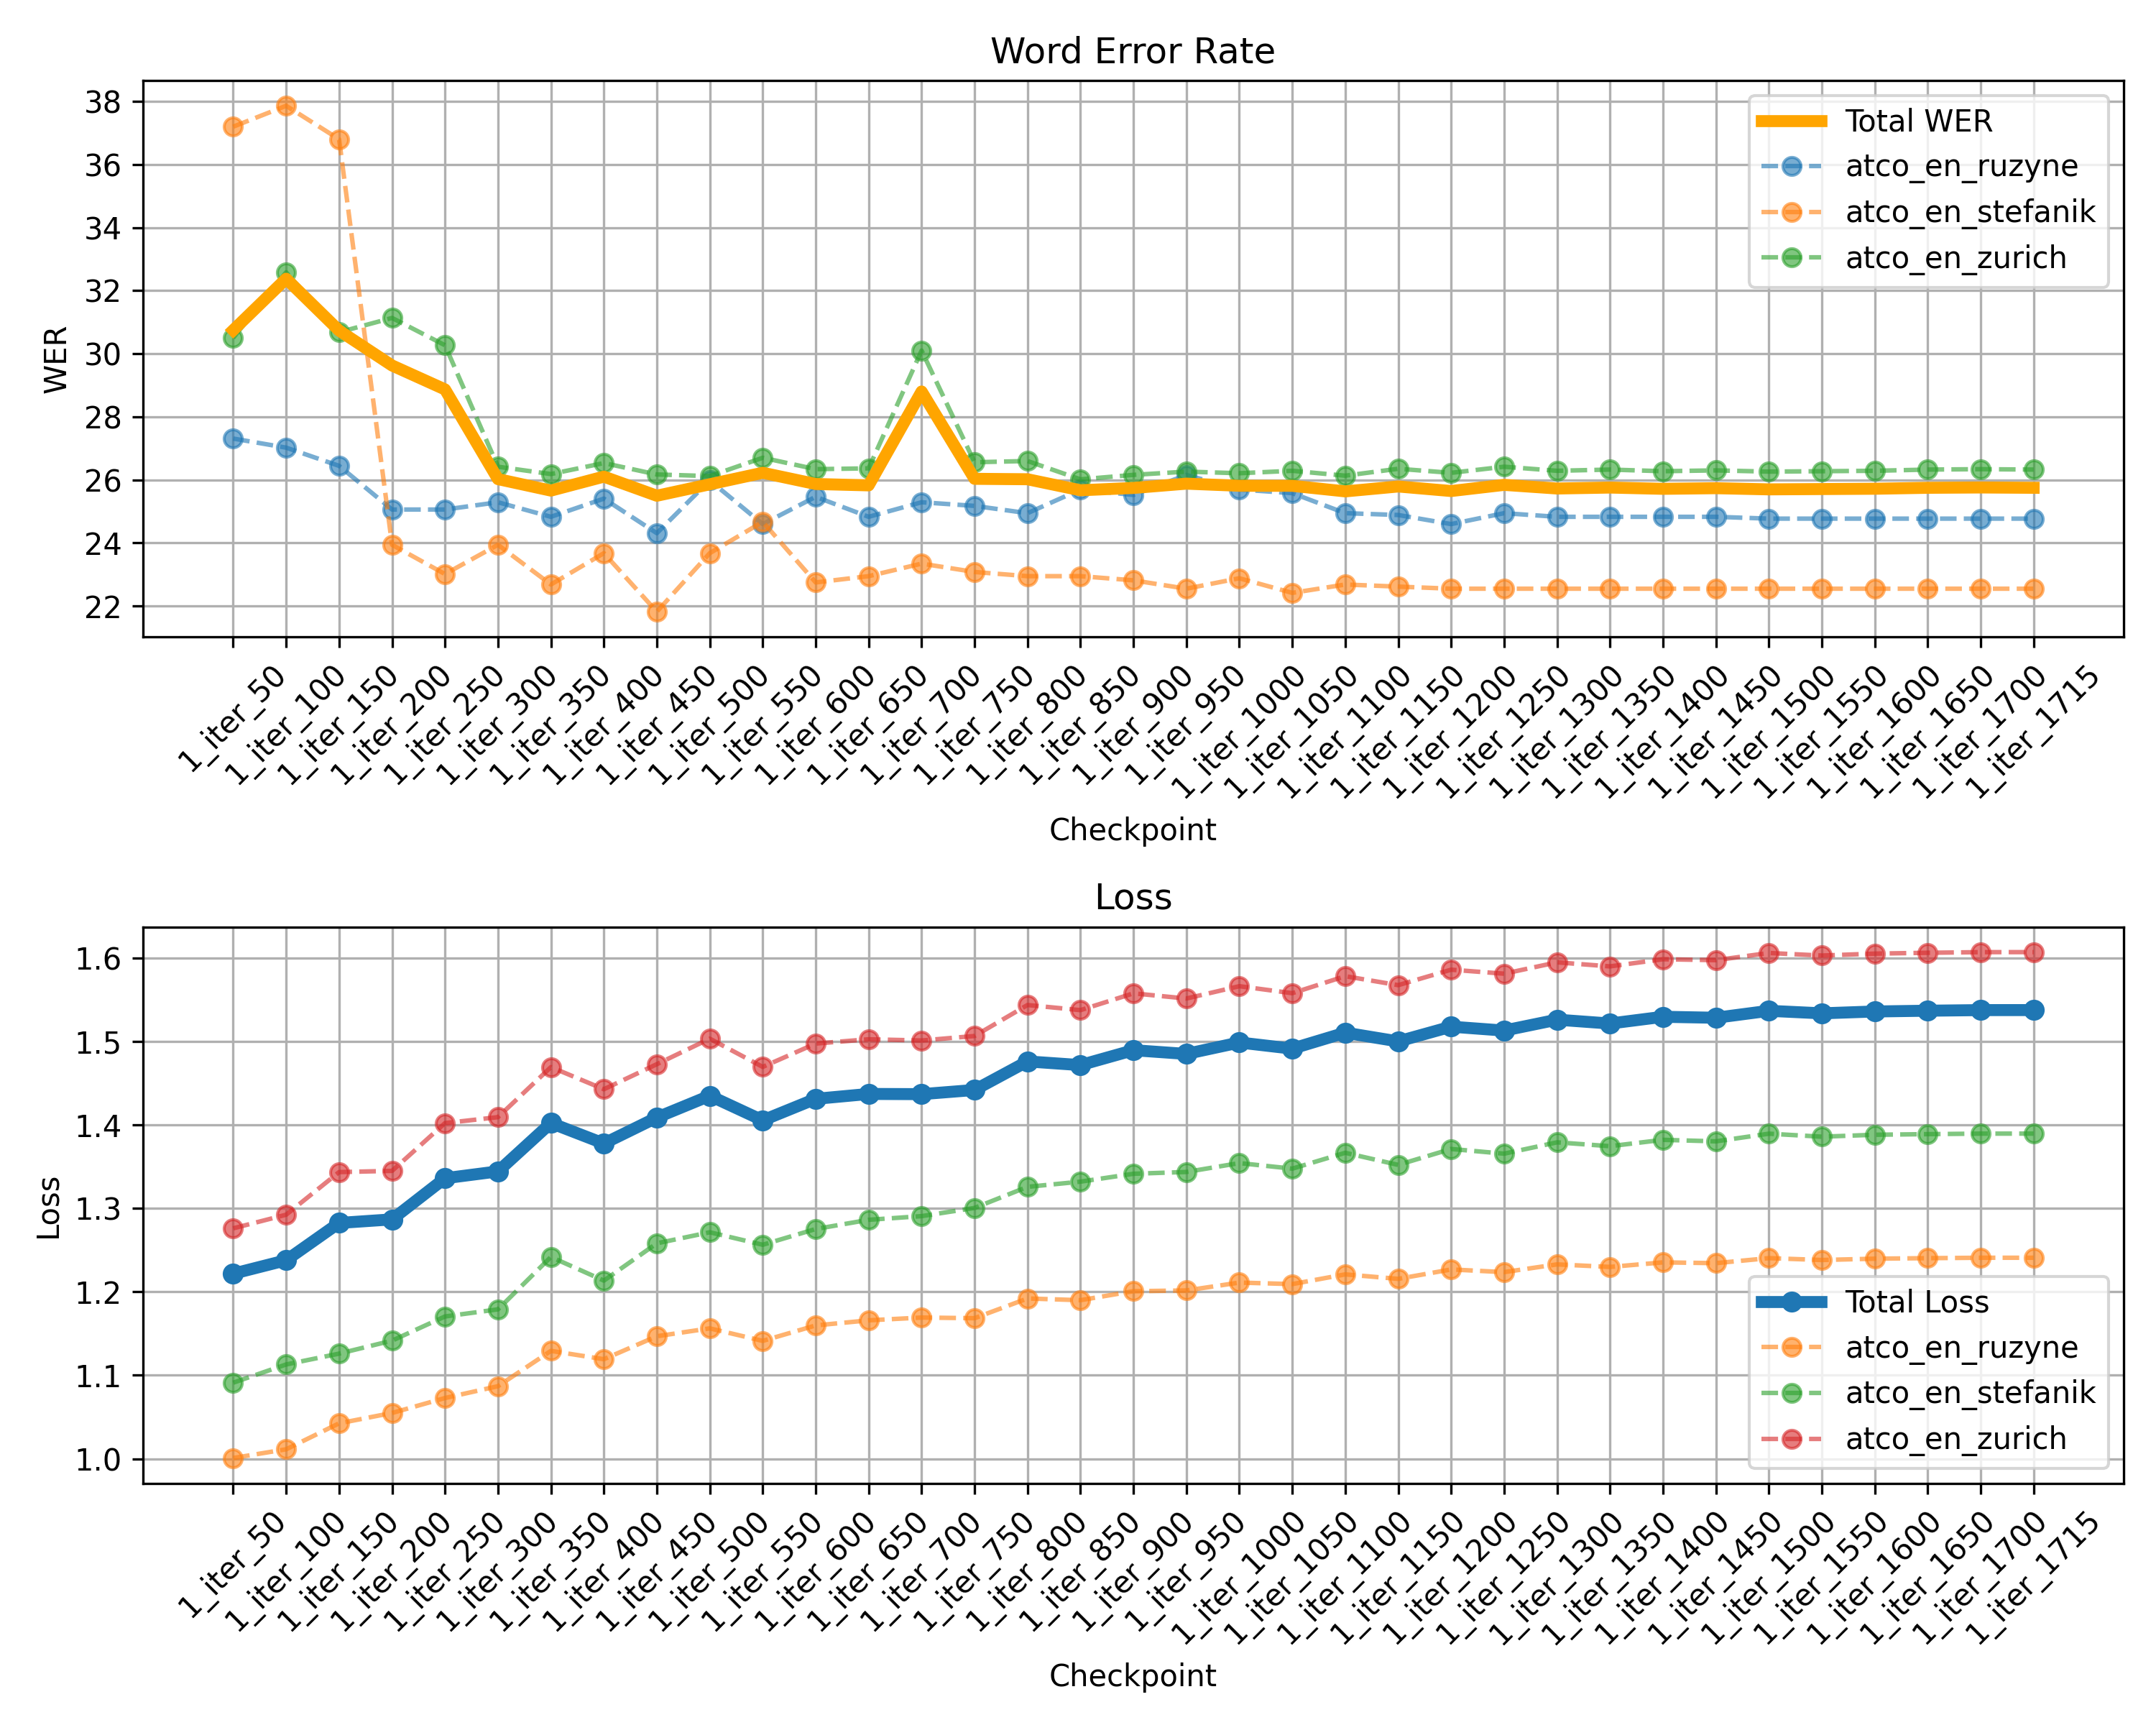 Word Error Rate
WER
38
36
34
32
30
28
26
24
22
Total WER
atco_en_ruzyne
atco_en_stefanik
atco_en_zurich
1_iter_50
1_iter_100
1_iter_150
1_iter_200
1_iter_250
1_iter_300
1_iter_350
1_iter_400
1_iter_450
1_iter_500
1_iter_550
1_iter_600
1_iter_650
1_iter_700
1_iter_750
1_iter_800
1_iter_850
1_iter_900
1_iter_950
1_iter_1000
1_iter_1050
1_iter_1100
1_iter_1150
1_iter_1200
1_iter_1250
1_iter_1300
1_iter_1350
1_iter_1400
1_iter_1450
1_iter_1500
1_iter_1550
1_iter_1600
1_iter_1650
1_iter_1700
1_iter_1715
Checkpoint
Loss
Loss
1.6
1.5
1.4
1.3
1.2
1.1
1.0
Total Loss
atco_en_ruzyne
atco_en_stefanik
atco_en_zurich
1_iter_50
1_iter_100
1_iter_150
1_iter_200
1_iter_250
1_iter_300
1_iter_350
1_iter_400
1_iter_450
1_iter_500
1_iter_550
1_iter_600
1_iter_650
1_iter_700
1_iter_750
1_iter_800
1_iter_850
1_iter_900
1_iter_950
1_iter_1000
1_iter_1050
1_iter_1100
1_iter_1150
1_iter_1200
1_iter_1250
1_iter_1300
1_iter_1350
1_iter_1400
1_iter_1450
1_iter_1500
1_iter_1550
1_iter_1600
1_iter_1650
1_iter_1700
1_iter_1715
Checkpoint